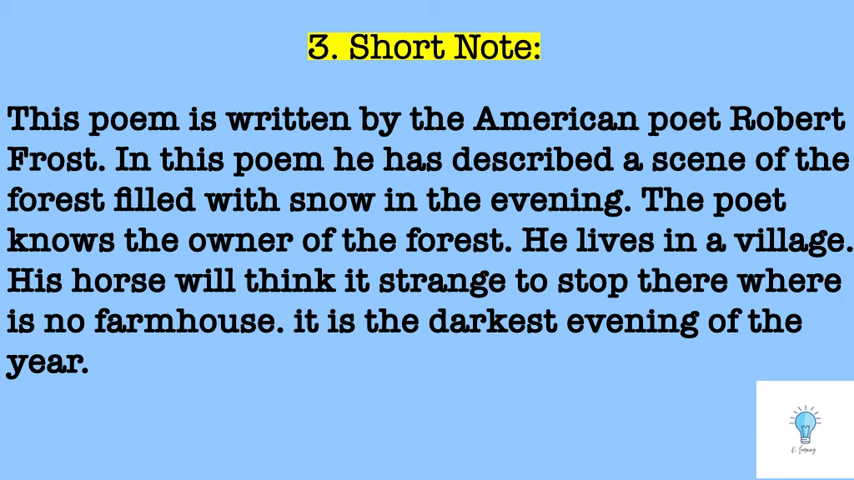 3. Short Note:
This poem is written by the American poet Robert
Frost. In this poem he has described a scene of the
forest filled with snow in the evening. The poet
knows the owner of the forest. He lives in a village.
His horse will think it strange to stop there where
is no farmhouse. it is the darkest evening of the
year.